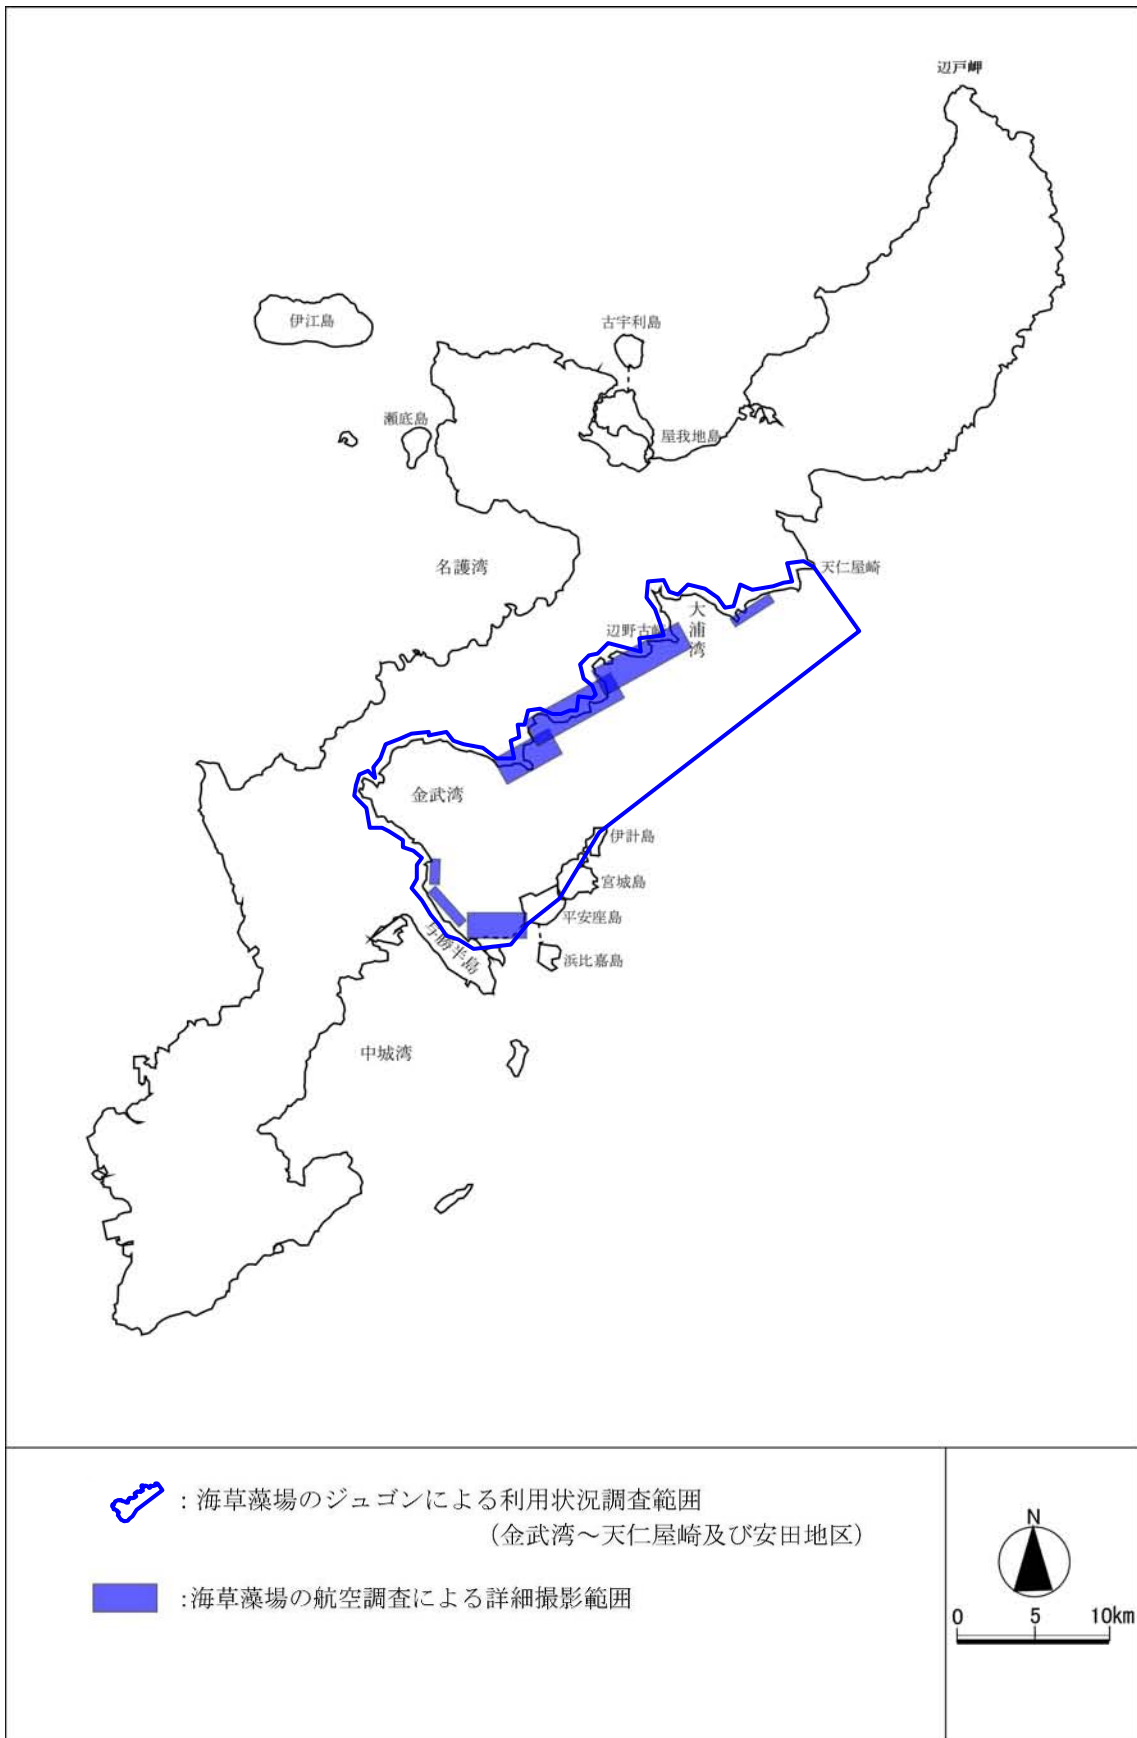 辺戸岬
伊江島
古宇利島
瀬底島
屋我地島
名護湾
天仁屋崎
大浦湾
辺野古崎
金武湾
伊計島
宮城島
平安座島
与勝半島
浜比嘉島
中城湾
：海草藻場のジュゴンによる利用状況調査範囲
（金武湾～天仁屋崎及び安田地区）
：海草藻場の航空調査による詳細撮影範囲
N
0 5 10km